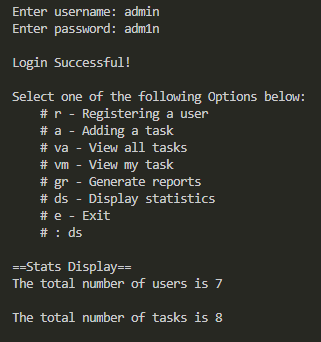 Enter username: admin
Enter password: adm1n
Login Successful!
Select one of the following Options below:
# r - Registering a user
# a - Adding a task
# va - View all tasks
# vm - View my task
# gr - Generate reports
# ds - Display statistics
# e - Exit
# : ds
==Stats Display==
The total number of users is 7
The total number of tasks is 8